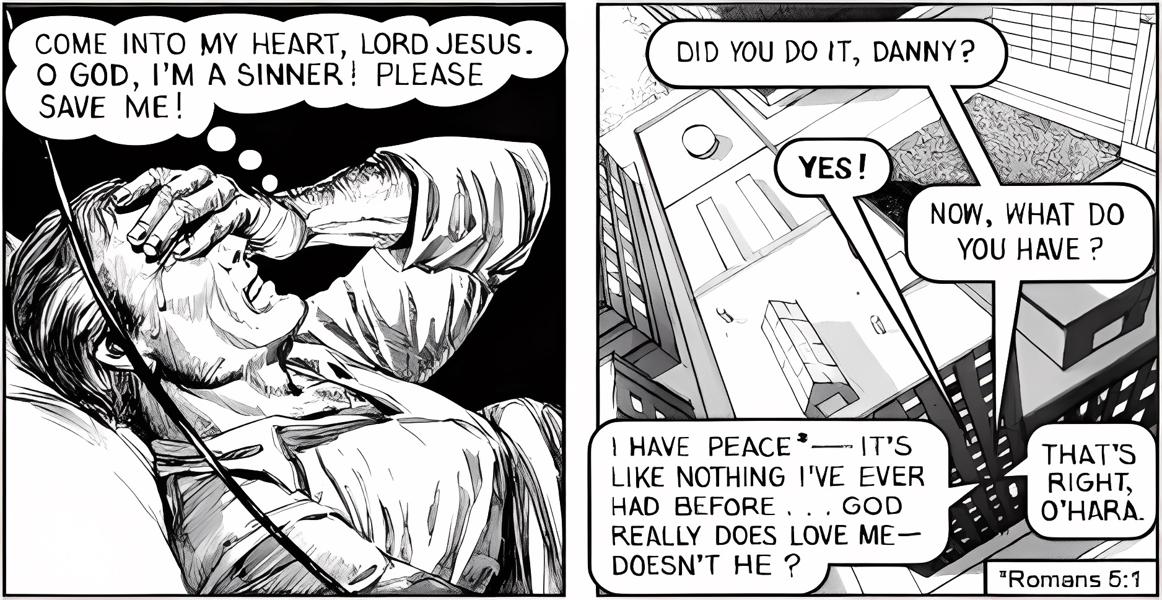 COME INTO MY HEART, LORD JESUS.
O GOD, I'M A SINNER! PLEASE
SAVE ME!
DID YOU DO IT, DANNY?
YES!
NOW, WHAT DO
YOU HAVE?
I HAVE PEACE*— IT'S
LIKE NOTHING I'VE EVER
HAD BEFORE...GOD
REALLY DOES LOVE ME—
DOESN'T HE?
THAT'S
RIGHT,
O'HARA.
*Romans 5:1